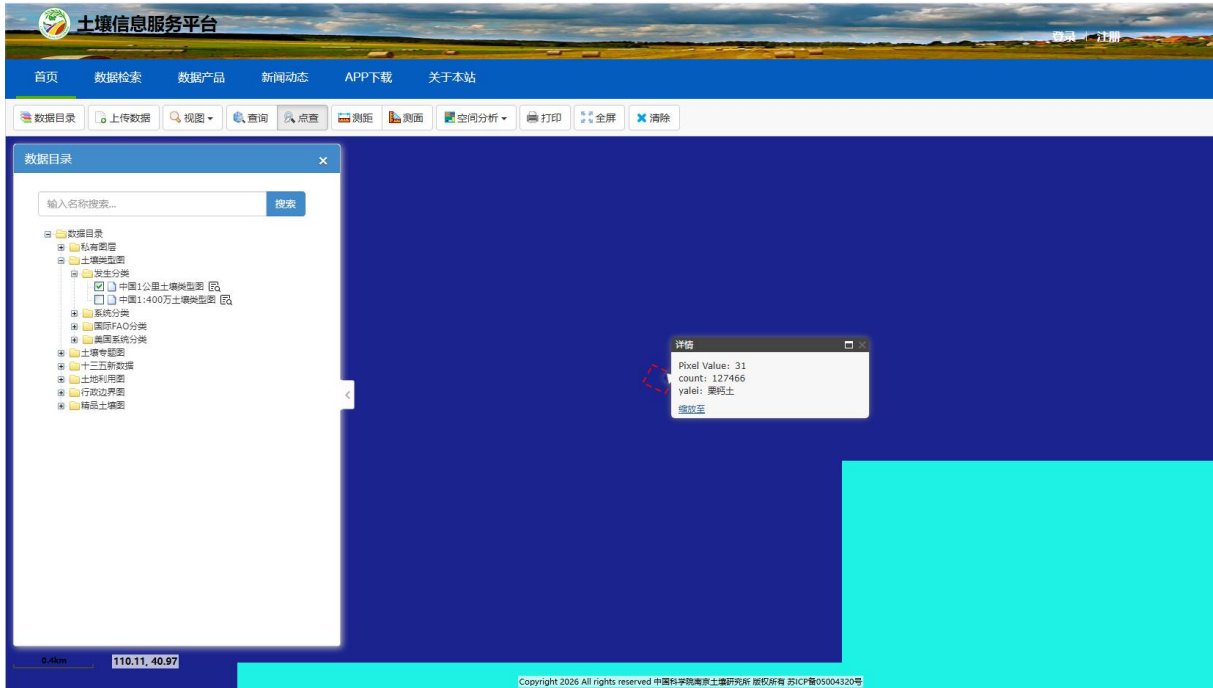 土壤信息服务平台
登录 | 注册
首页 数据检索 数据产品 新闻动态 APP下载 关于本站
数据目录 上传数据 视图 查询 点查 测距 测面 空间分析 打印 全屏 清除
数据目录
输入名称搜索... 搜索
数据目录
私有图层
土壤类型图
发生分类
中国1公里土壤类型图
中国1:400万土壤类型图
系统分类
国际FAO分类
美国系统分类
土壤专题图
十三五新数据
土地利用图
行政边界图
精品土壤图
详情
Pixel Value: 31
count: 127466
yalei: 栗钙土
缩放至
0.4km
110.11, 40.97
Copyright 2026 All rights reserved 中国科学院南京土壤研究所 版权所有 苏ICP备05004320号